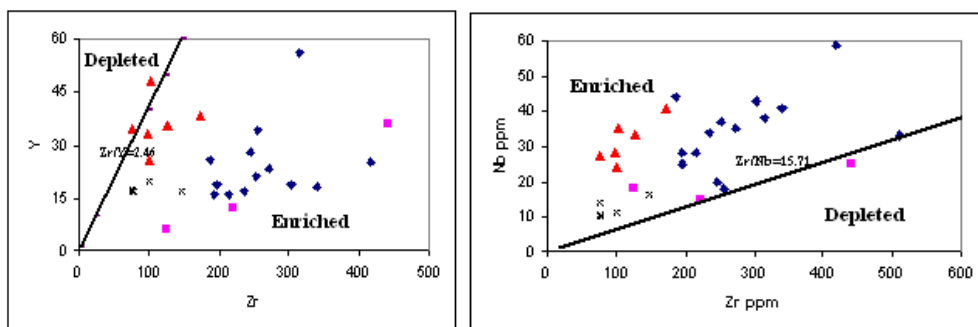 60
45
30
15
0
Y
Depleted
Zr/Y=2.46
Enriched
0 100 200 300 400 500
Zr
60
50
40
30
20
10
0
Nb ppm
Enriched
Zr/Nb=15.71
Depleted
0 100 200 300 400 500 600
Zr ppm